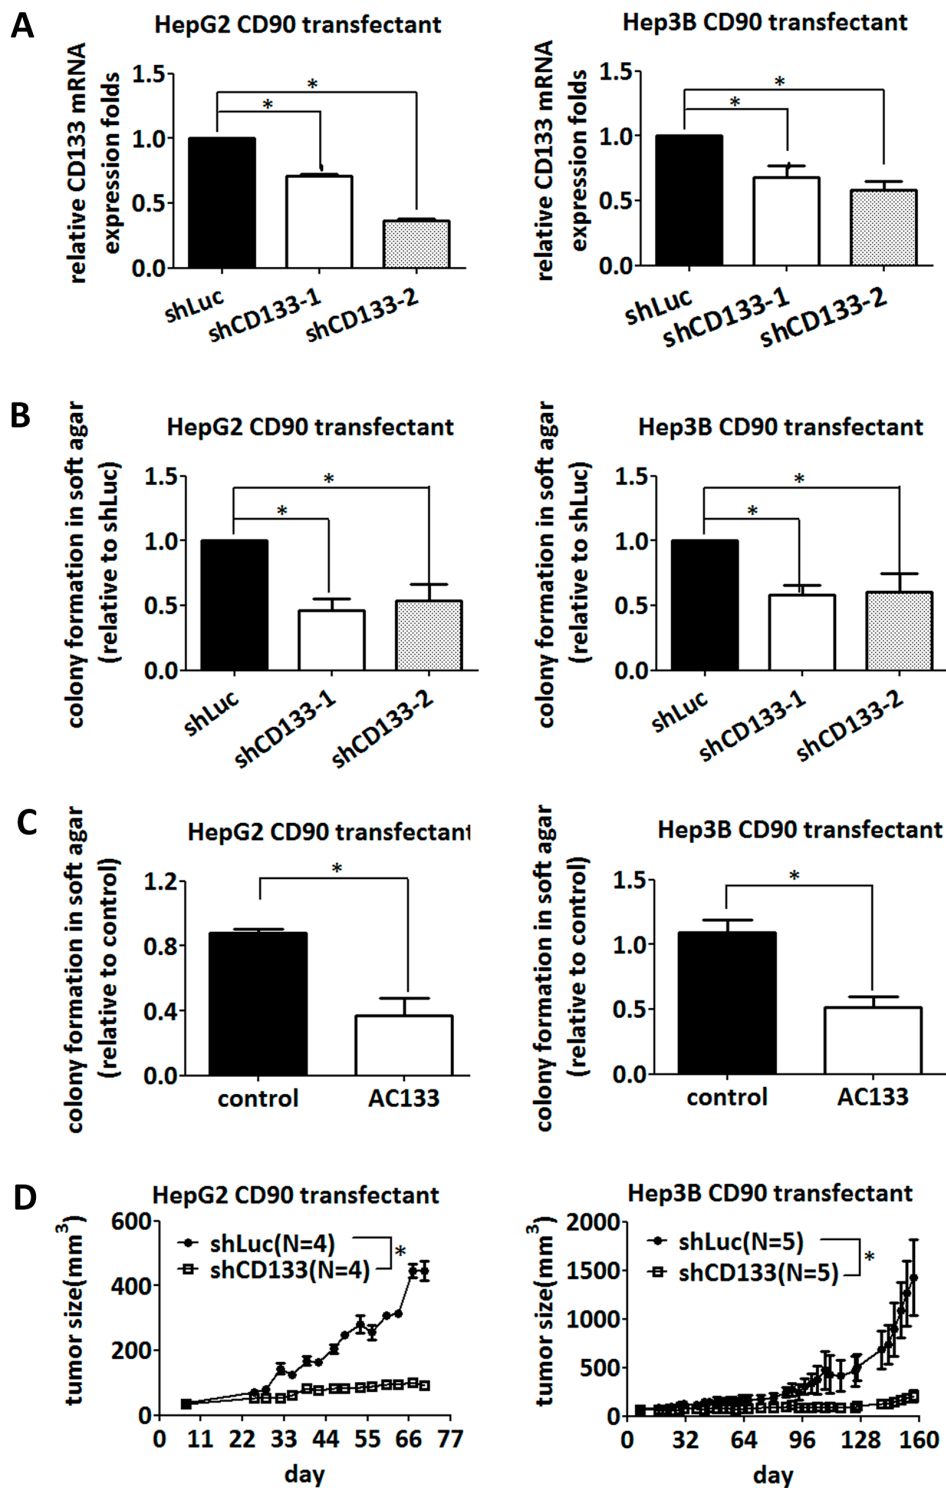 A
HepG2 CD90 transfectant
relative CD133 mRNA
expression folds
1.5
1.0
0.5
0.0
*
*
shLuc
shCD133-1
shCD133-2
Hep3B CD90 transfectant
relative CD133 mRNA
expression folds
1.5
1.0
0.5
0.0
*
*
shLuc
shCD133-1
shCD133-2
B
HepG2 CD90 transfectant
colony formation in soft agar
(relative to shLuc)
1.5
1.0
0.5
0.0
*
*
shLuc
shCD133-1
shCD133-2
Hep3B CD90 transfectant
colony formation in soft agar
(relative to shLuc)
1.5
1.0
0.5
0.0
*
*
shLuc
shCD133-1
shCD133-2
C
HepG2 CD90 transfectant
colony formation in soft agar
(relative to control)
1.2
0.8
0.4
0.0
*
control AC133
Hep3B CD90 transfectant
colony formation in soft agar
(relative to control)
1.5
1.0
0.5
0.0
*
control AC133
D
HepG2 CD90 transfectant
tumor size(mm³)
600
400
200
0
shLuc(N=4)
shCD133(N=4)
*
0 11 22 33 44 55 66 77
day
Hep3B CD90 transfectant
tumor size(mm³)
2000
1500
1000
500
0
shLuc(N=5)
shCD133(N=5)
*
0 32 64 96 128 160
day